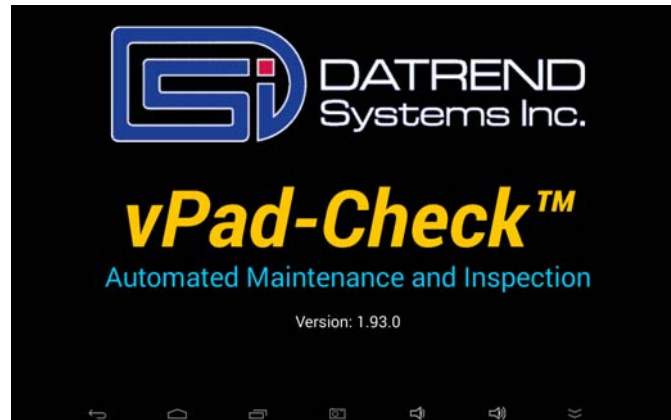 DATREND
Systems Inc.
vPad-Check™
Automated Maintenance and Inspection
Version: 1.93.0